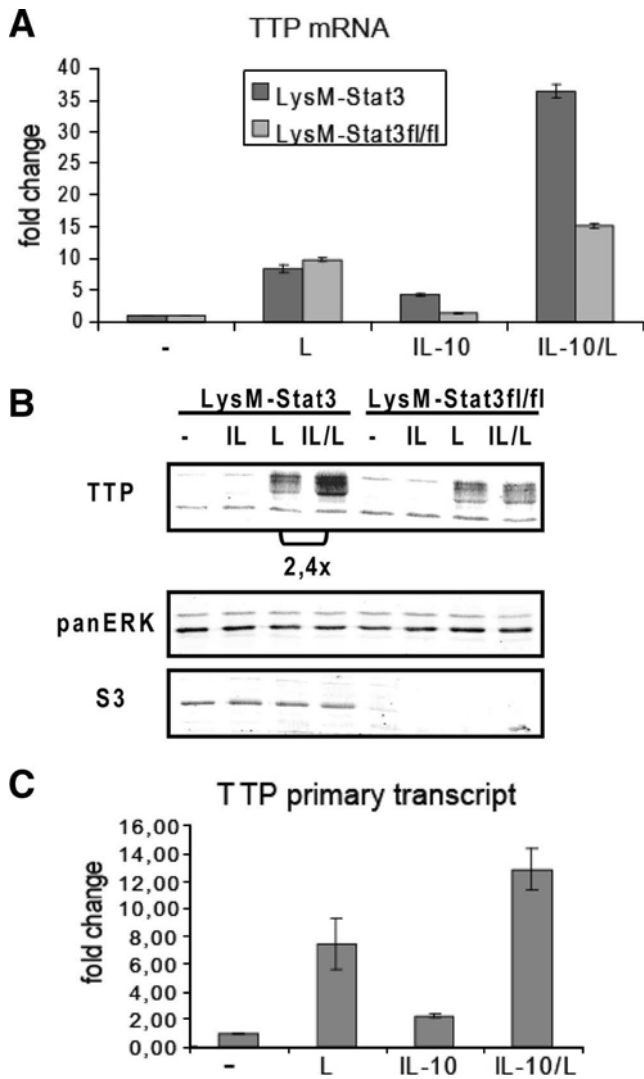 A
TTP mRNA
fold change
40
35
30
25
20
15
10
5
0
LysM-Stat3
LysM-Stat3fl/fl
- L IL-10 IL-10/L
B
LysM-Stat3 LysM-Stat3fl/fl
- IL L IL/L - IL L IL/L
TTP
2,4x
panERK
S3
C
TTP primary transcript
fold change
16,00
14,00
12,00
10,00
8,00
6,00
4,00
2,00
0,00
- L IL-10 IL-10/L